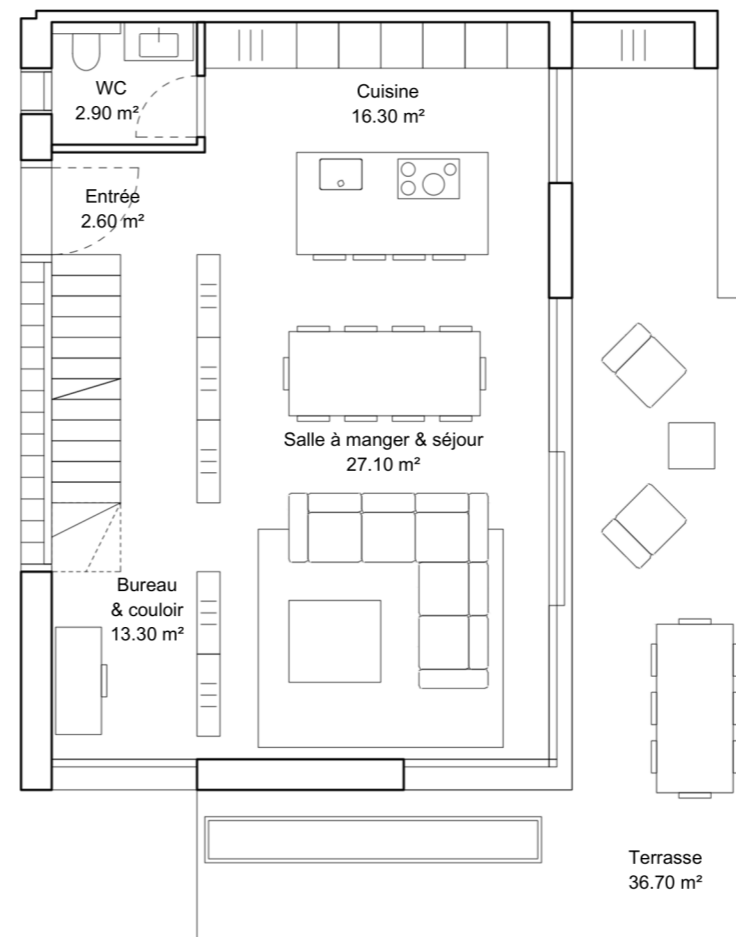 WC
2.90 m²
Cuisine
16.30 m²
Entrée
2.60 m²
Salle à manger & séjour
27.10 m²
Bureau
& couloir
13.30 m²
Terrasse
36.70 m²